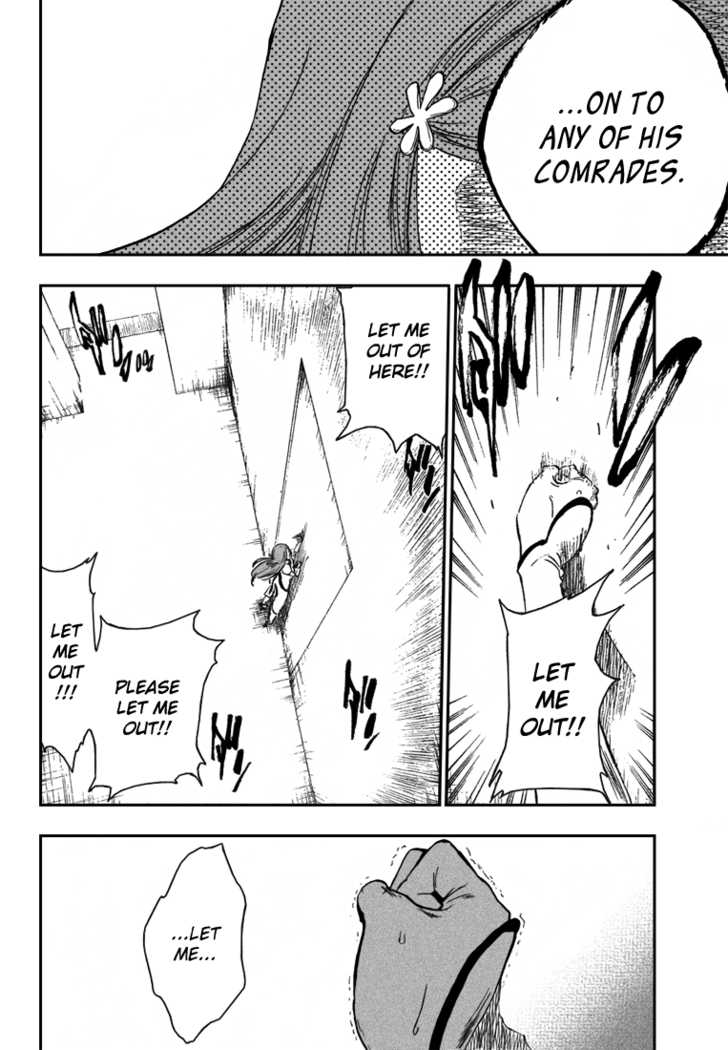 ...ON TO
ANY OF HIS
COMRADES.
LET ME
OUT!!
LET ME
OUT OF
HERE!!
PLEASE
LET ME
OUT!!
LET
ME
OUT
!!!
...LET
ME...